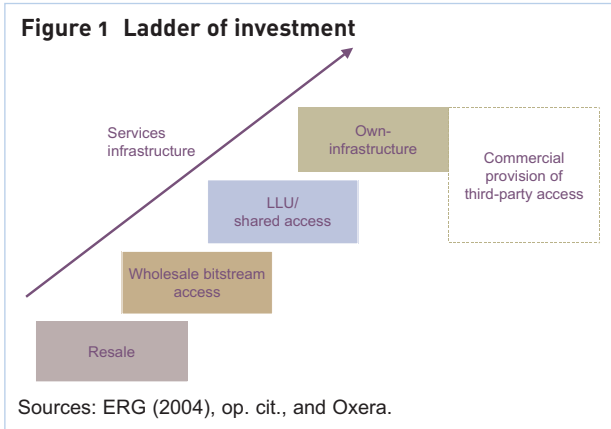 Figure 1 Ladder of investment
Services
infrastructure
Own-
infrastructure
Commercial
provision of
third-party access
LLU/
shared access
Wholesale bitstream
access
Resale
Sources: ERG (2004), op. cit., and Oxera.